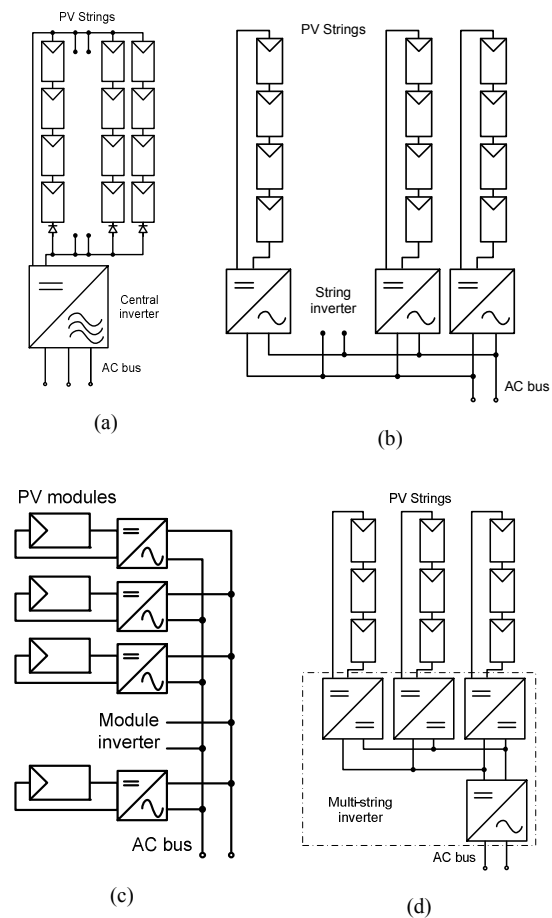 PV Strings
Central
inverter
AC bus
(a)
PV Strings
String
inverter
AC bus
(b)
PV modules
Module
inverter
AC bus
(c)
PV Strings
Multi-string
inverter
AC bus
(d)